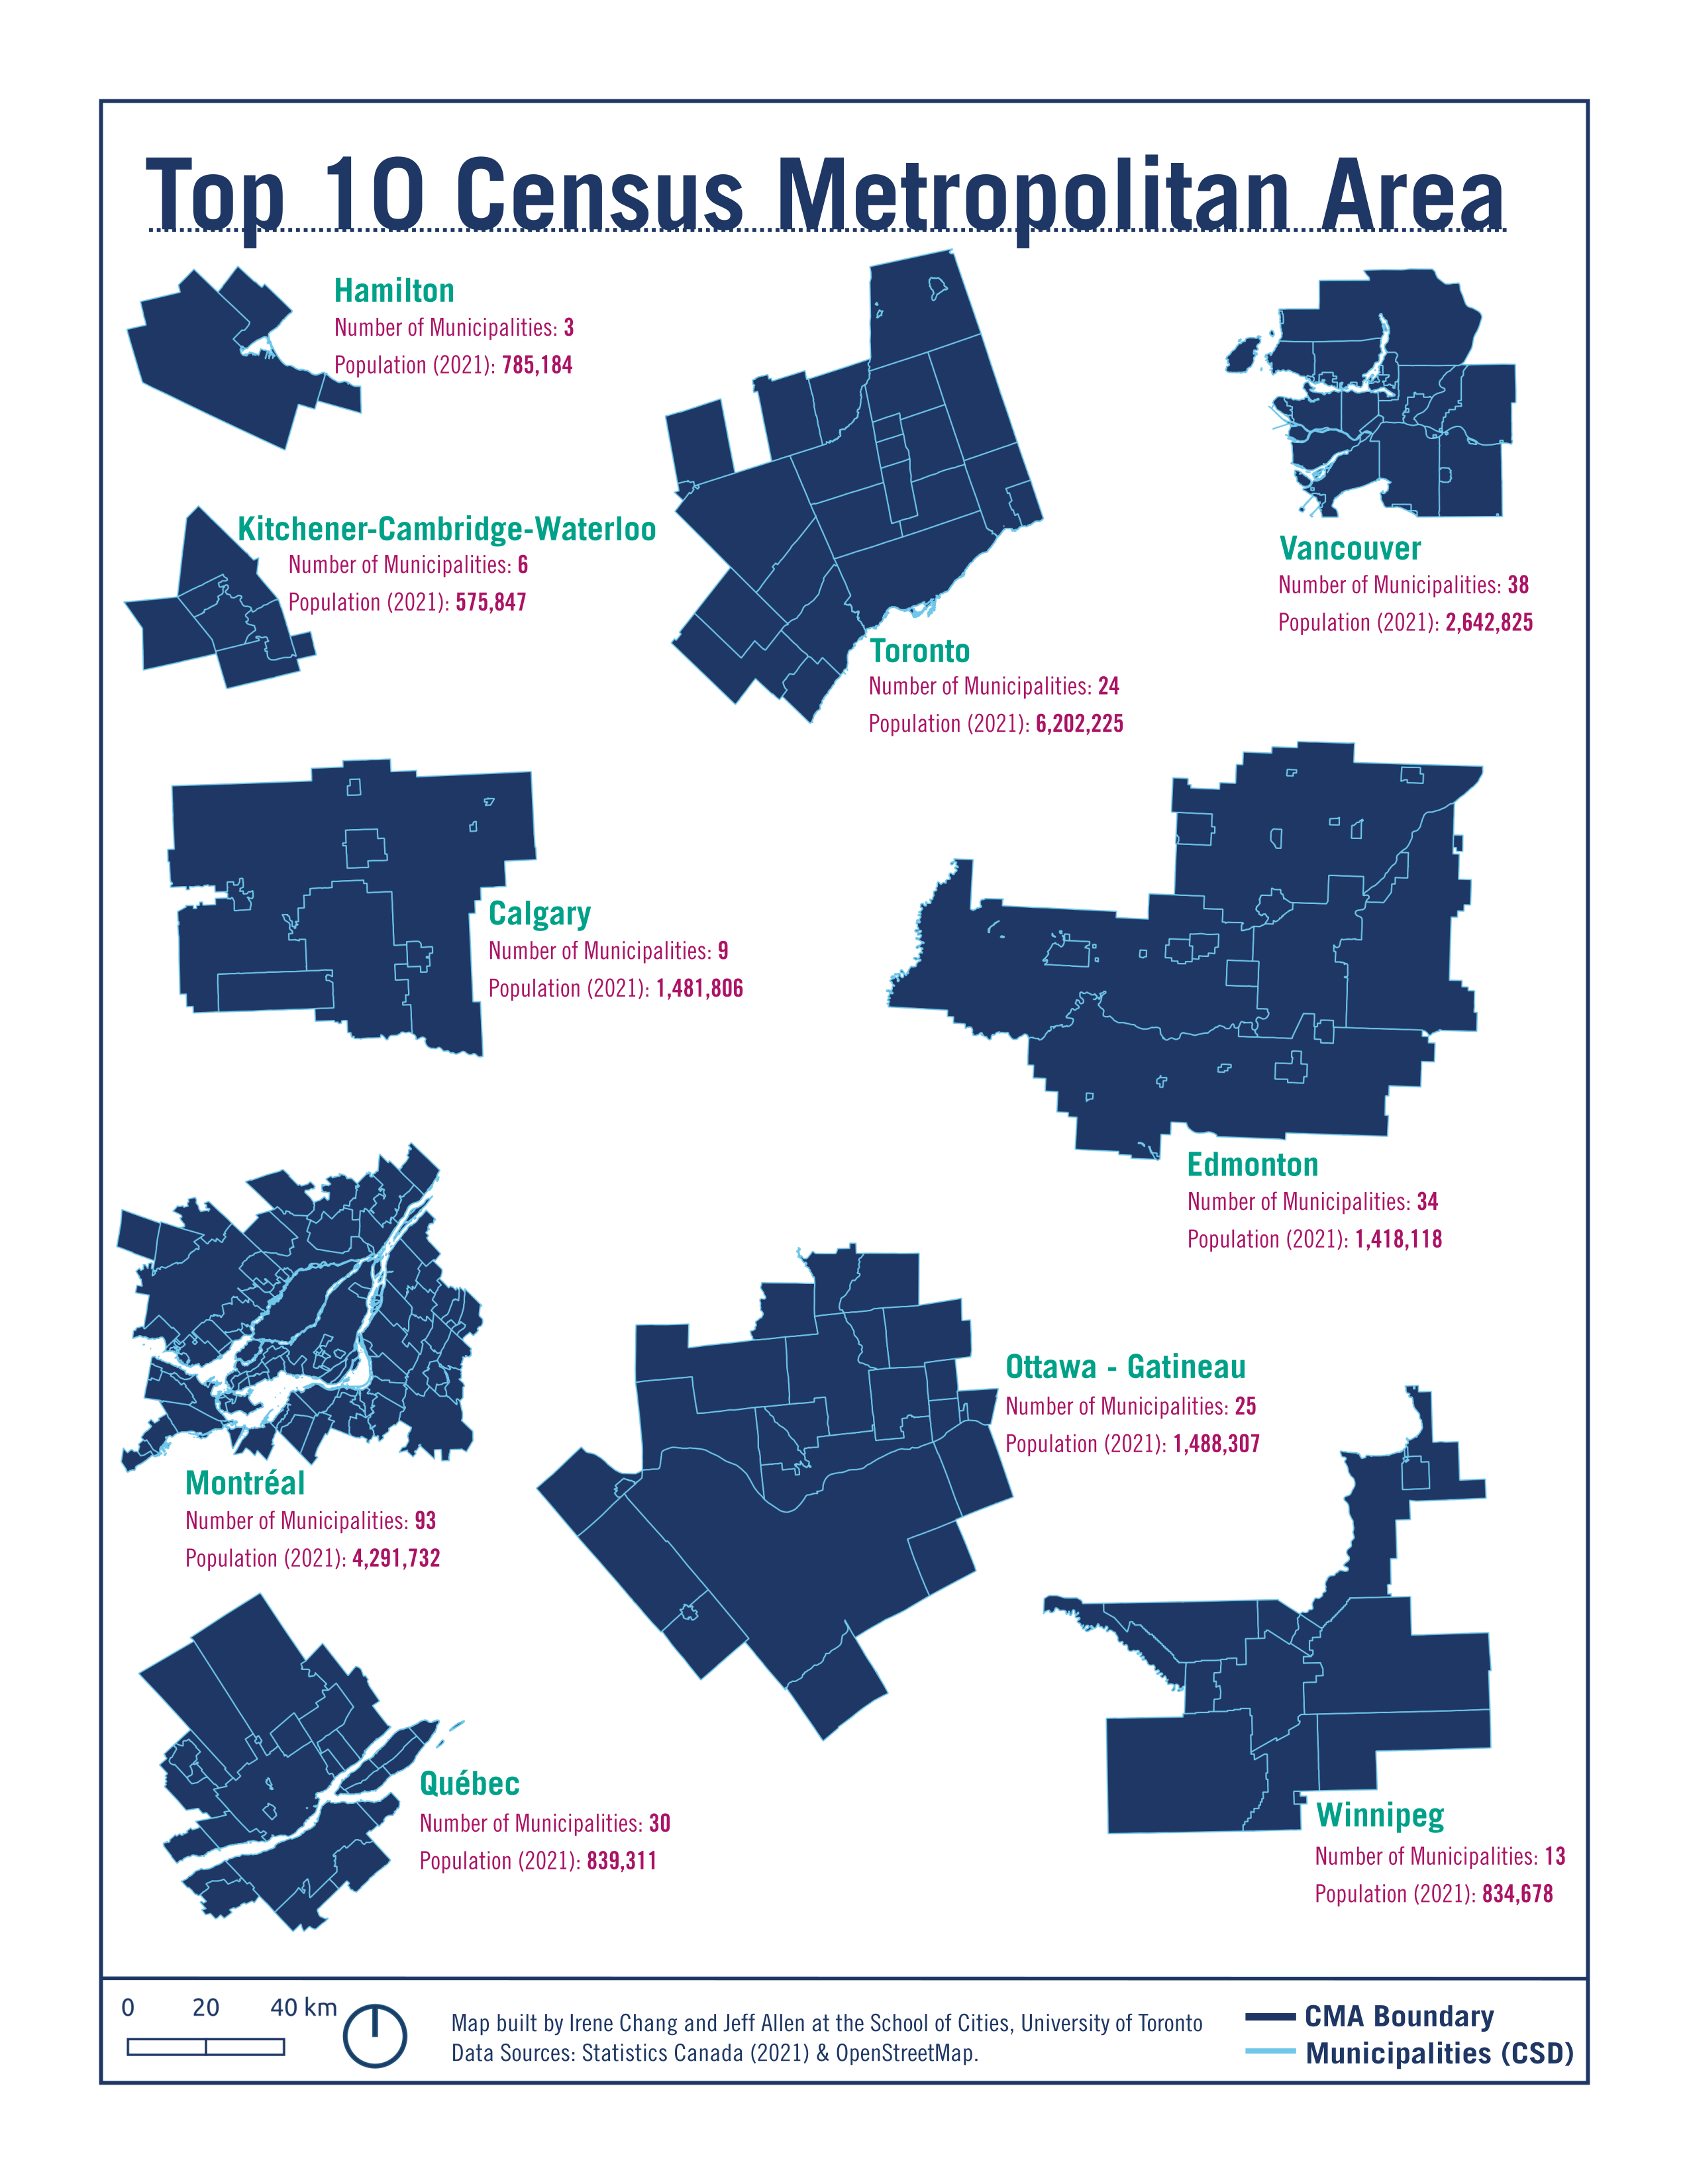 Top 10 Census Metropolitan Area
Hamilton
Number of Municipalities: 3
Population (2021): 785,184
Kitchener-Cambridge-Waterloo
Number of Municipalities: 6
Population (2021): 575,847
Toronto
Number of Municipalities: 24
Population (2021): 6,202,225
Vancouver
Number of Municipalities: 38
Population (2021): 2,642,825
Calgary
Number of Municipalities: 9
Population (2021): 1,481,806
Edmonton
Number of Municipalities: 34
Population (2021): 1,418,118
Montréal
Number of Municipalities: 93
Population (2021): 4,291,732
Ottawa - Gatineau
Number of Municipalities: 25
Population (2021): 1,488,307
Québec
Number of Municipalities: 30
Population (2021): 839,311
Winnipeg
Number of Municipalities: 13
Population (2021): 834,678
0 20 40 km
Map built by Irene Chang and Jeff Allen at the School of Cities, University of Toronto
Data Sources: Statistics Canada (2021) & OpenStreetMap.
CMA Boundary
Municipalities (CSD)